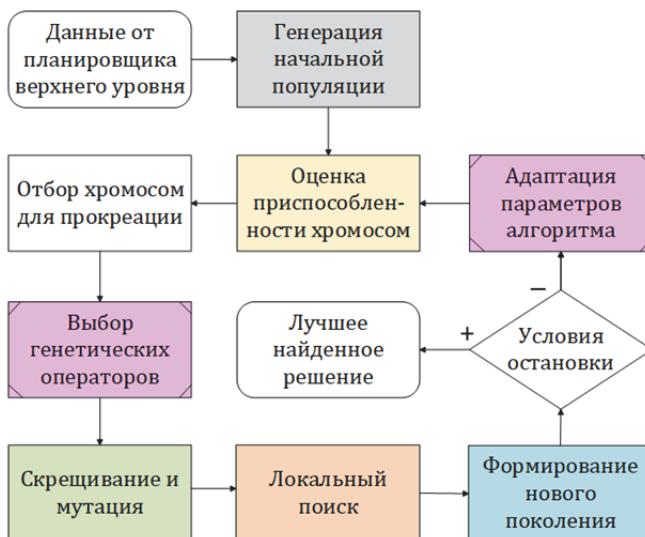 Данные от
планировщика
верхнего уровня
Генерация
начальной
популяции
Отбор хромосом
для прокреации
Оценка
приспособлен-
ности хромосом
Адаптация
параметров
алгоритма
Выбор
генетических
операторов
Лучшее
найденное
решение
+
−
Условия
остановки
Скрещивание и
мутация
Локальный
поиск
Формирование
нового
поколения